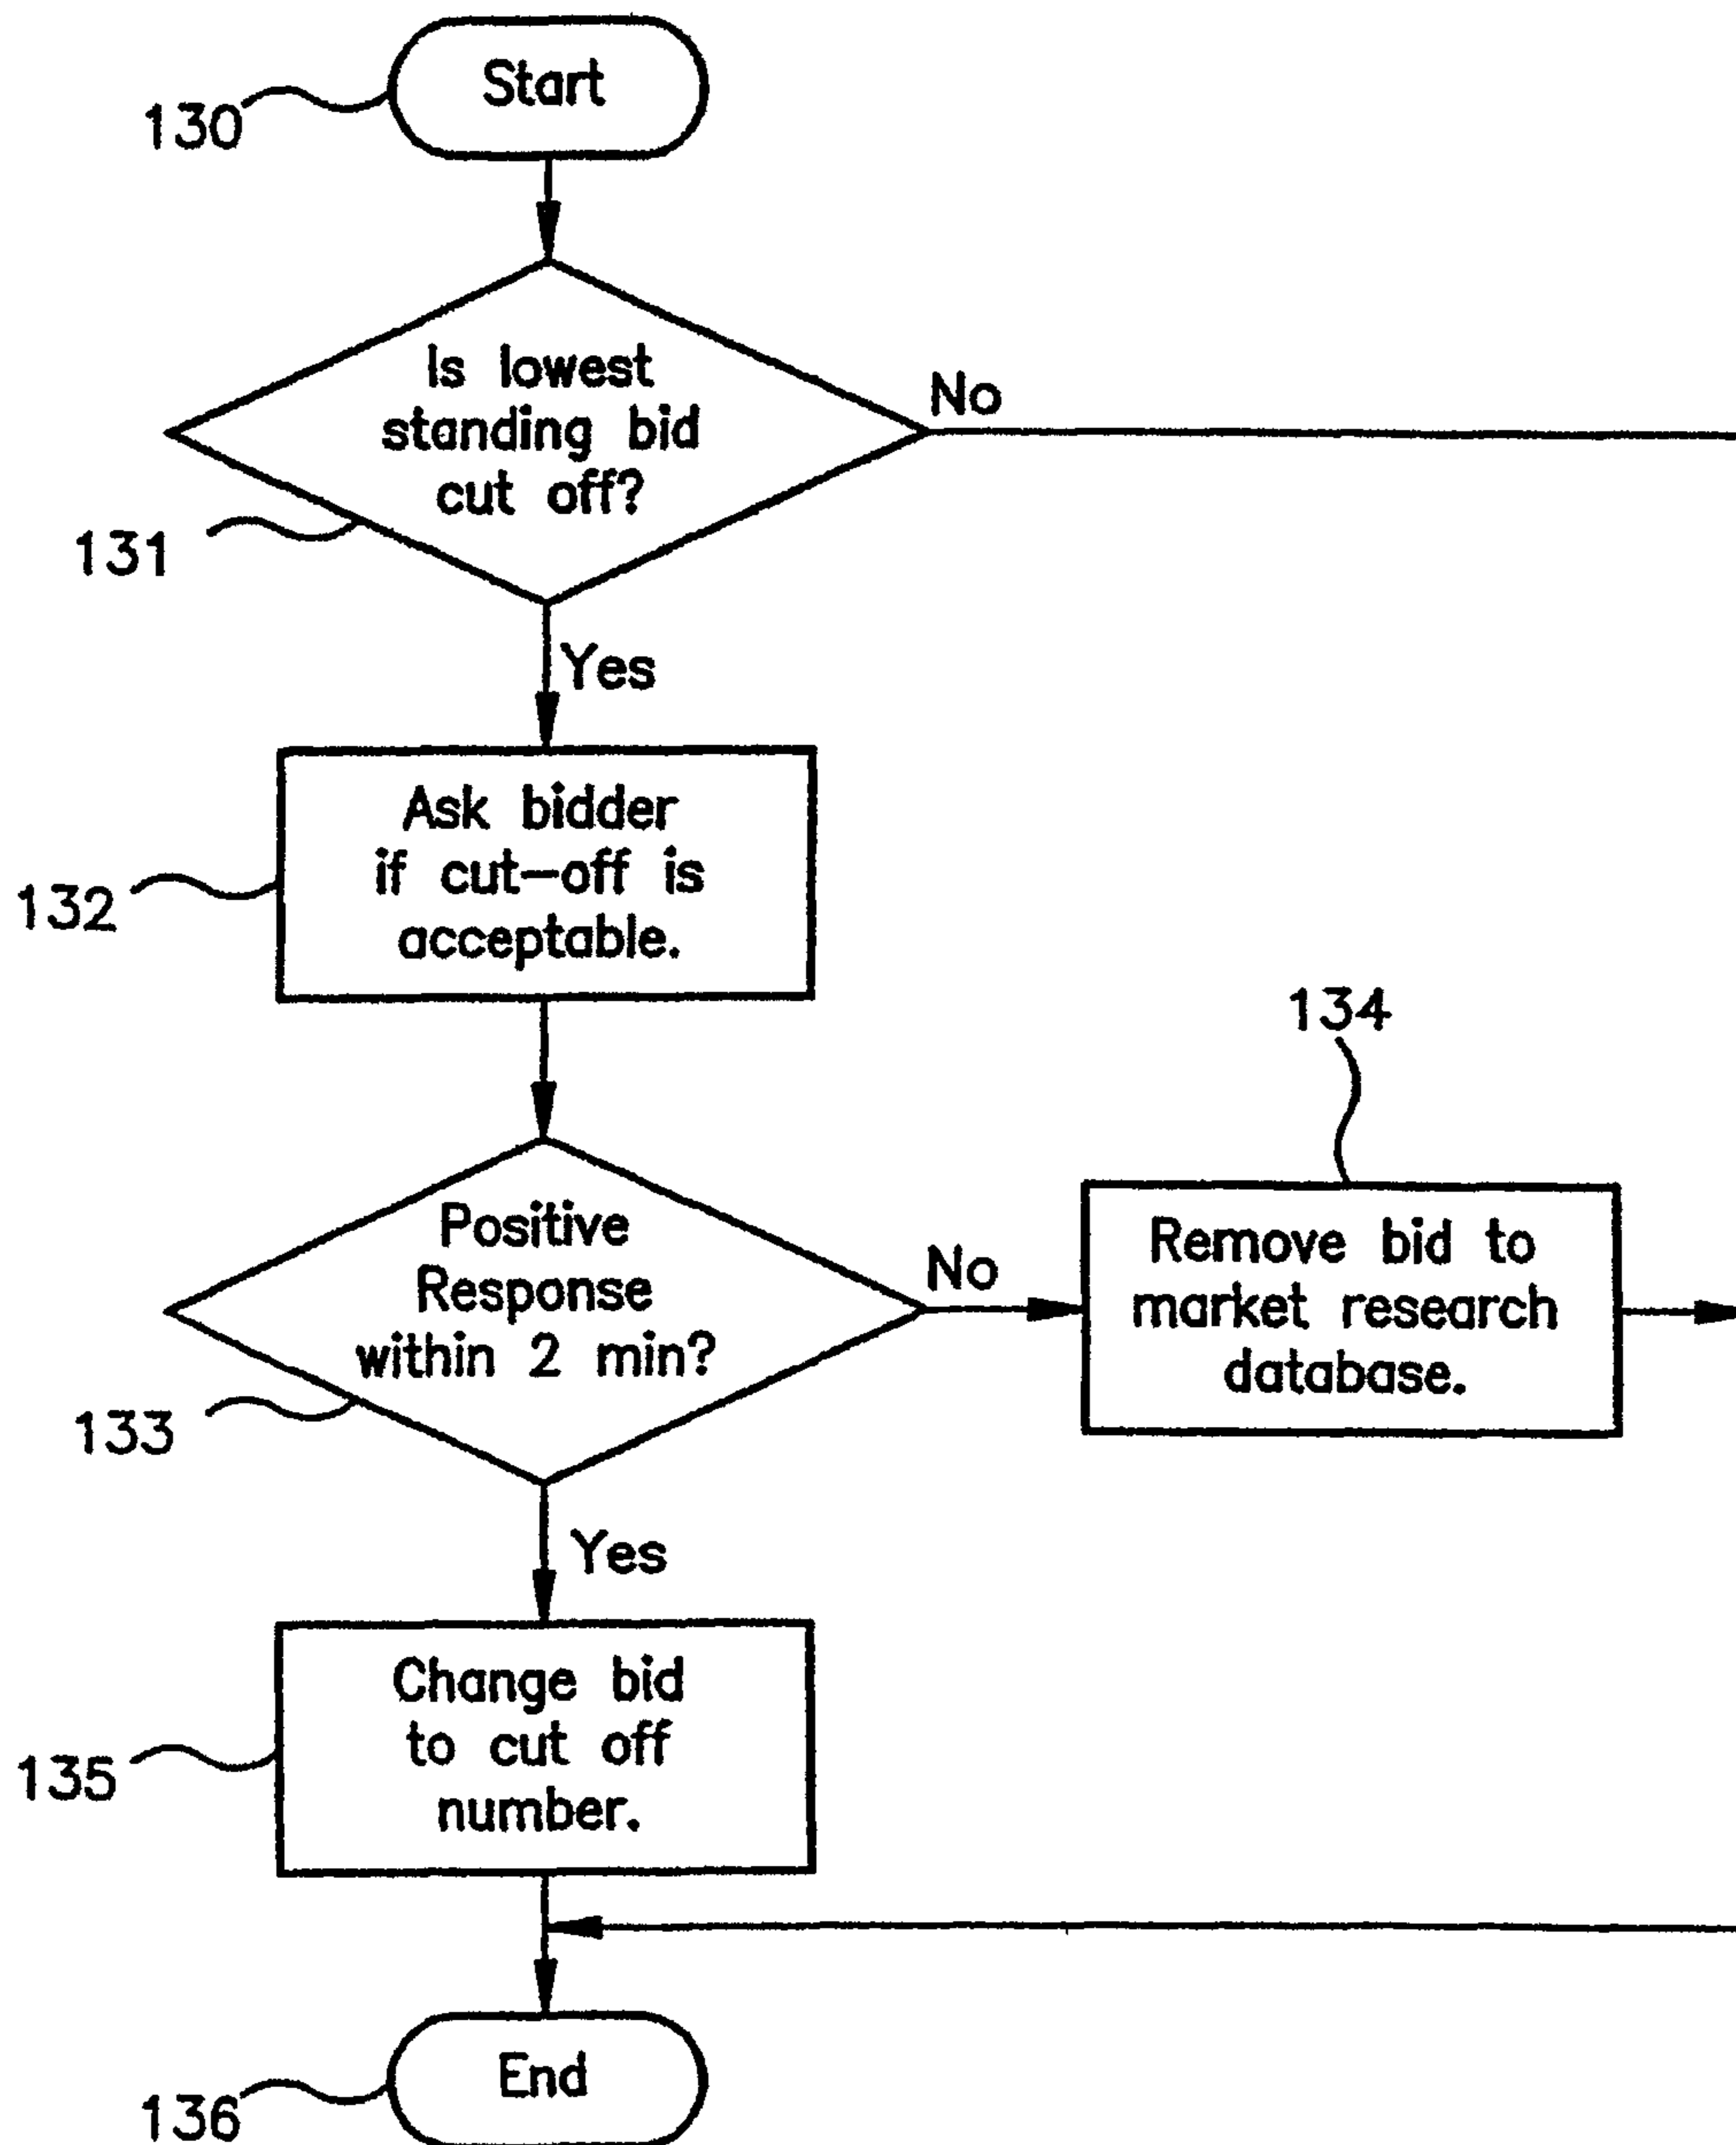 Start
130
Is lowest
standing bid
cut off?
No
131
Yes
Ask bidder
if cut-off is
acceptable.
132
134
Positive
Response
within 2 min?
No
Remove bid to
market research
database.
133
Yes
Change bid
to cut off
number.
135
End
136